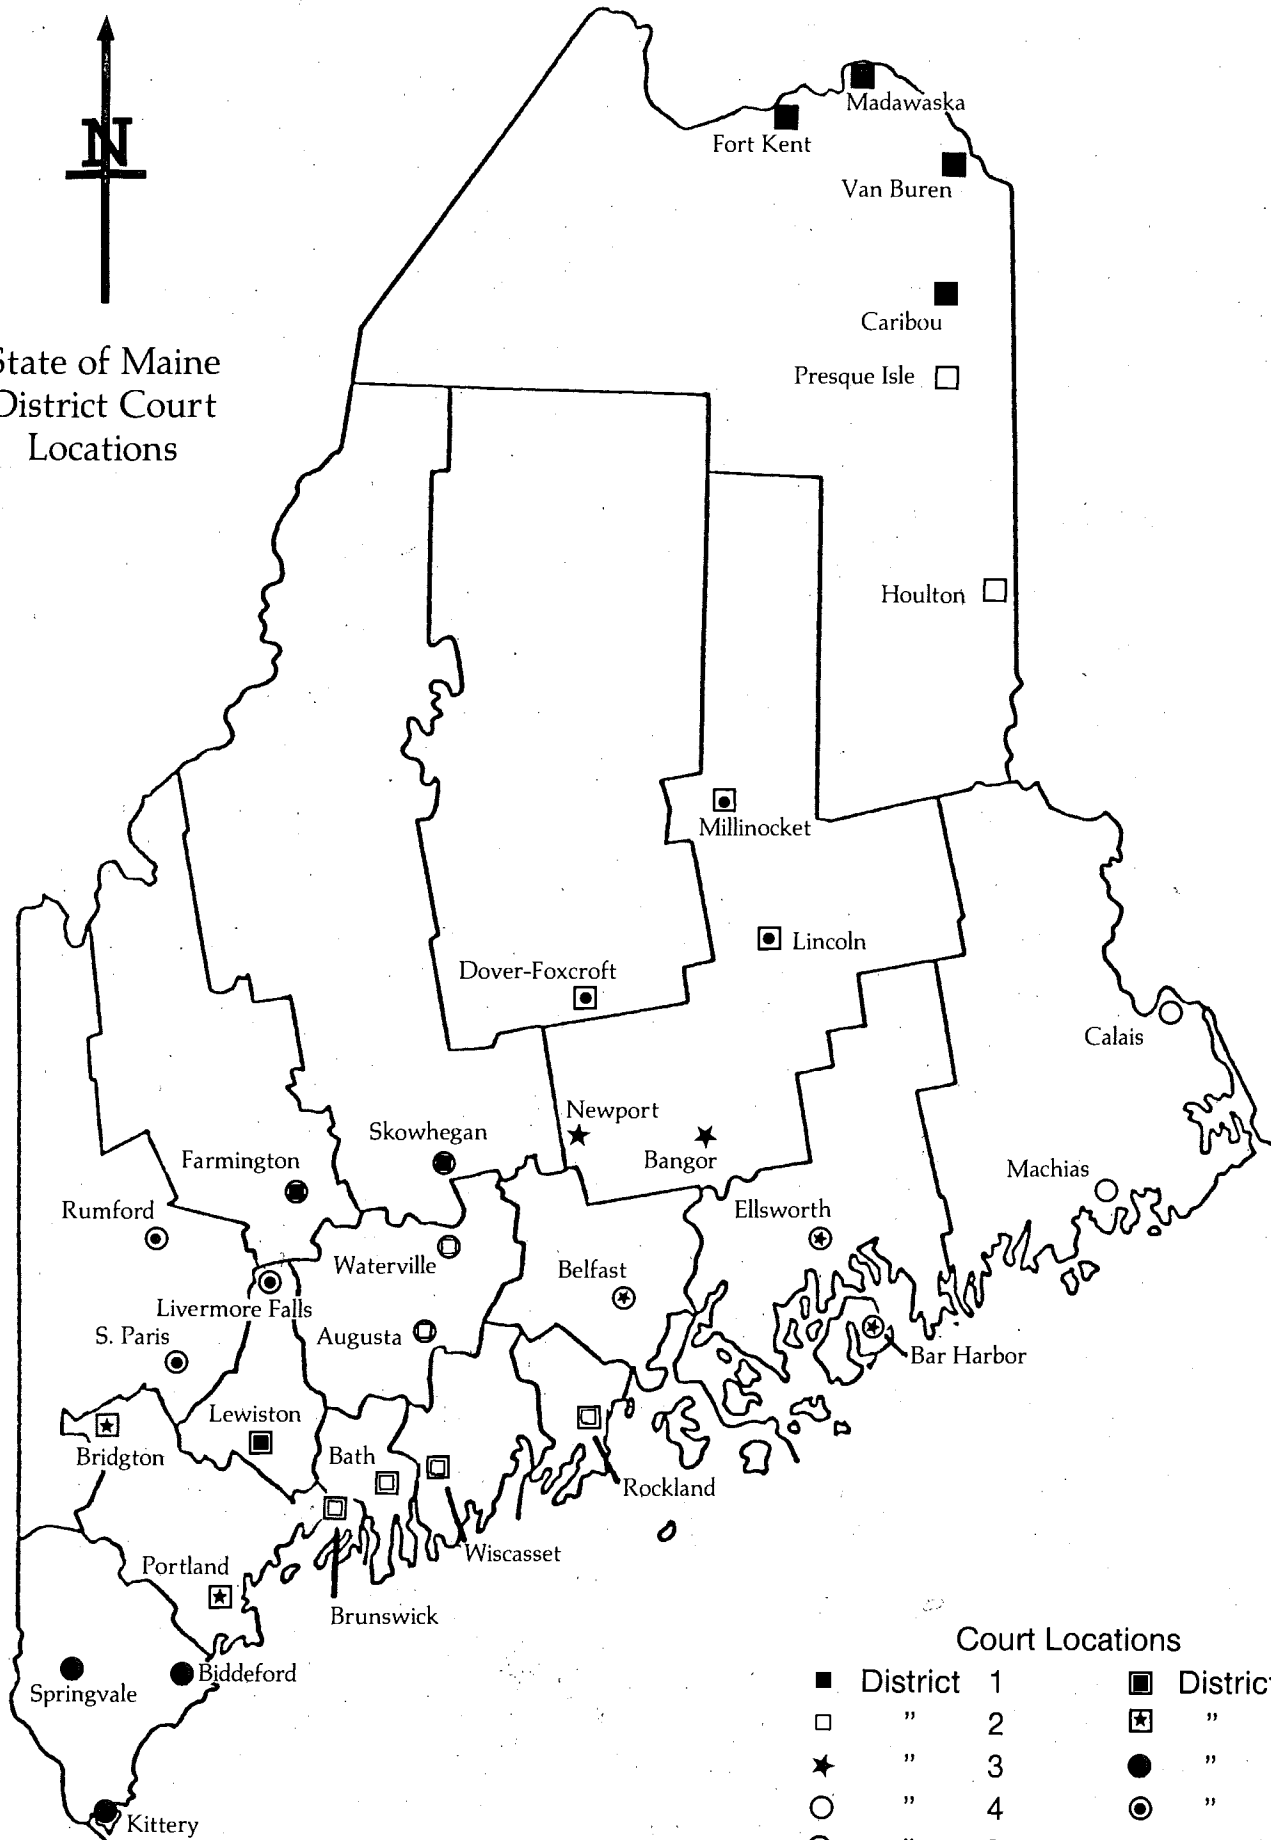 N
State of Maine
District Court
Locations
Madawaska
Fort Kent
Van Buren
Caribou
Presque Isle
Houlton
Millinocket
Lincoln
Dover-Foxcroft
Calais
Newport
Skowhegan
Bangor
Farmington
Machias
Rumford
Ellsworth
Waterville
Belfast
Livermore Falls
S. Paris
Augusta
Bar Harbor
Lewiston
Bath
Bridgton
Rockland
Wiscasset
Portland
Brunswick
Biddeford
Springvale
Kittery
Court Locations
District 1 District
" 2 "
" 3 "
" 4 "